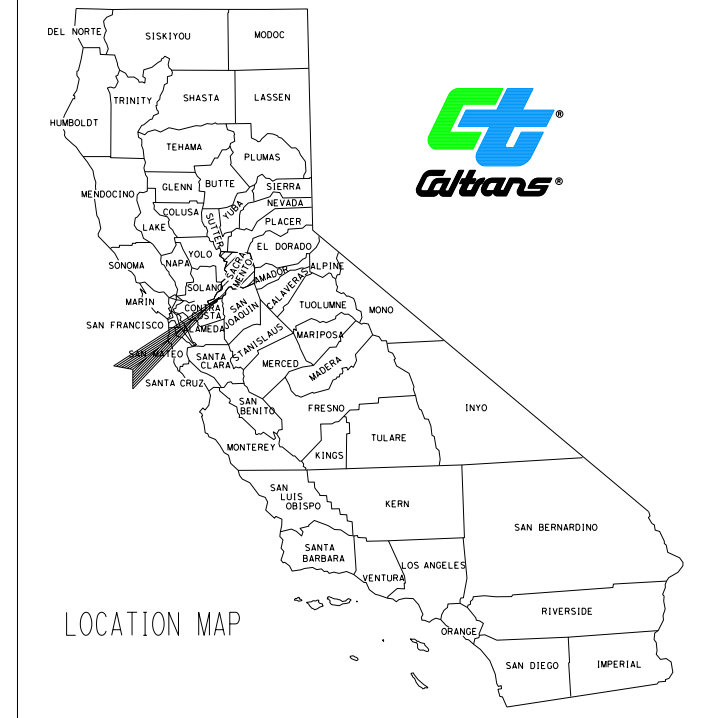 DEL NORTE
SISKIYOU
MODOC
TRINITY
SHASTA
LASSEN
HUMBOLDT
TEHAMA
PLUMAS
MENDOCINO
GLENN
BUTTE
SIERRA
COLUSA
SUTTER
YUBA
NEVADA
PLACER
LAKE
EL DORADO
SONOMA
NAPA
YOLO
SACRA
MENTO
AMADOR
ALPINE
SOLANO
CALAVERAS
MARIN
CONTRA
COSTA
SAN
JOAQUIN
TUOLUMNE
MONO
SAN FRANCISCO
ALAMEDA
STANISLAUS
MARIPOSA
SAN MATEO
SANTA
CLARA
MERCED
MADERA
SANTA CRUZ
SAN
BENITO
FRESNO
INYO
MONTEREY
KINGS
TULARE
SAN
LUIS
OBISPO
KERN
SAN BERNARDINO
SANTA
BARBARA
VENTURA
LOS ANGELES
ORANGE
RIVERSIDE
SAN DIEGO
IMPERIAL
LOCATION MAP
Ct ®
Caltrans ®